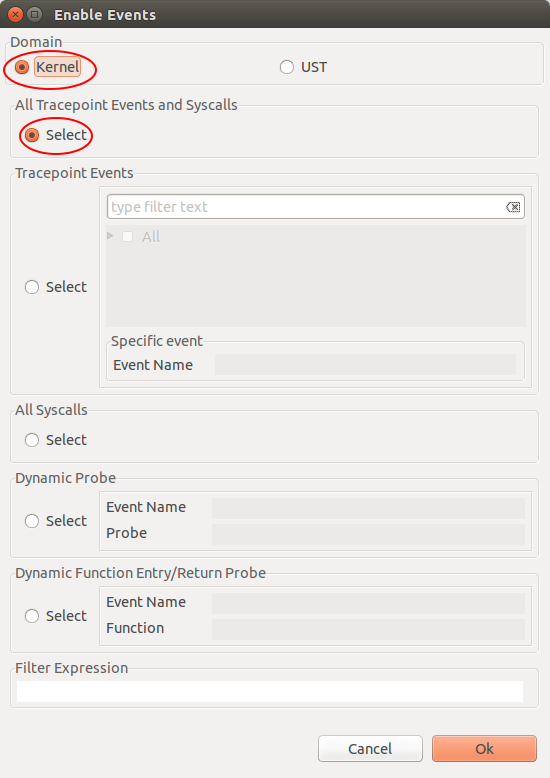 Enable Events
Domain
Kernel UST
All Tracepoint Events and Syscalls
Select
Tracepoint Events
type filter text
All
Select
Specific event
Event Name
All Syscalls
Select
Dynamic Probe
Event Name
Select
Probe
Dynamic Function Entry/Return Probe
Event Name
Select
Function
Filter Expression
Cancel Ok